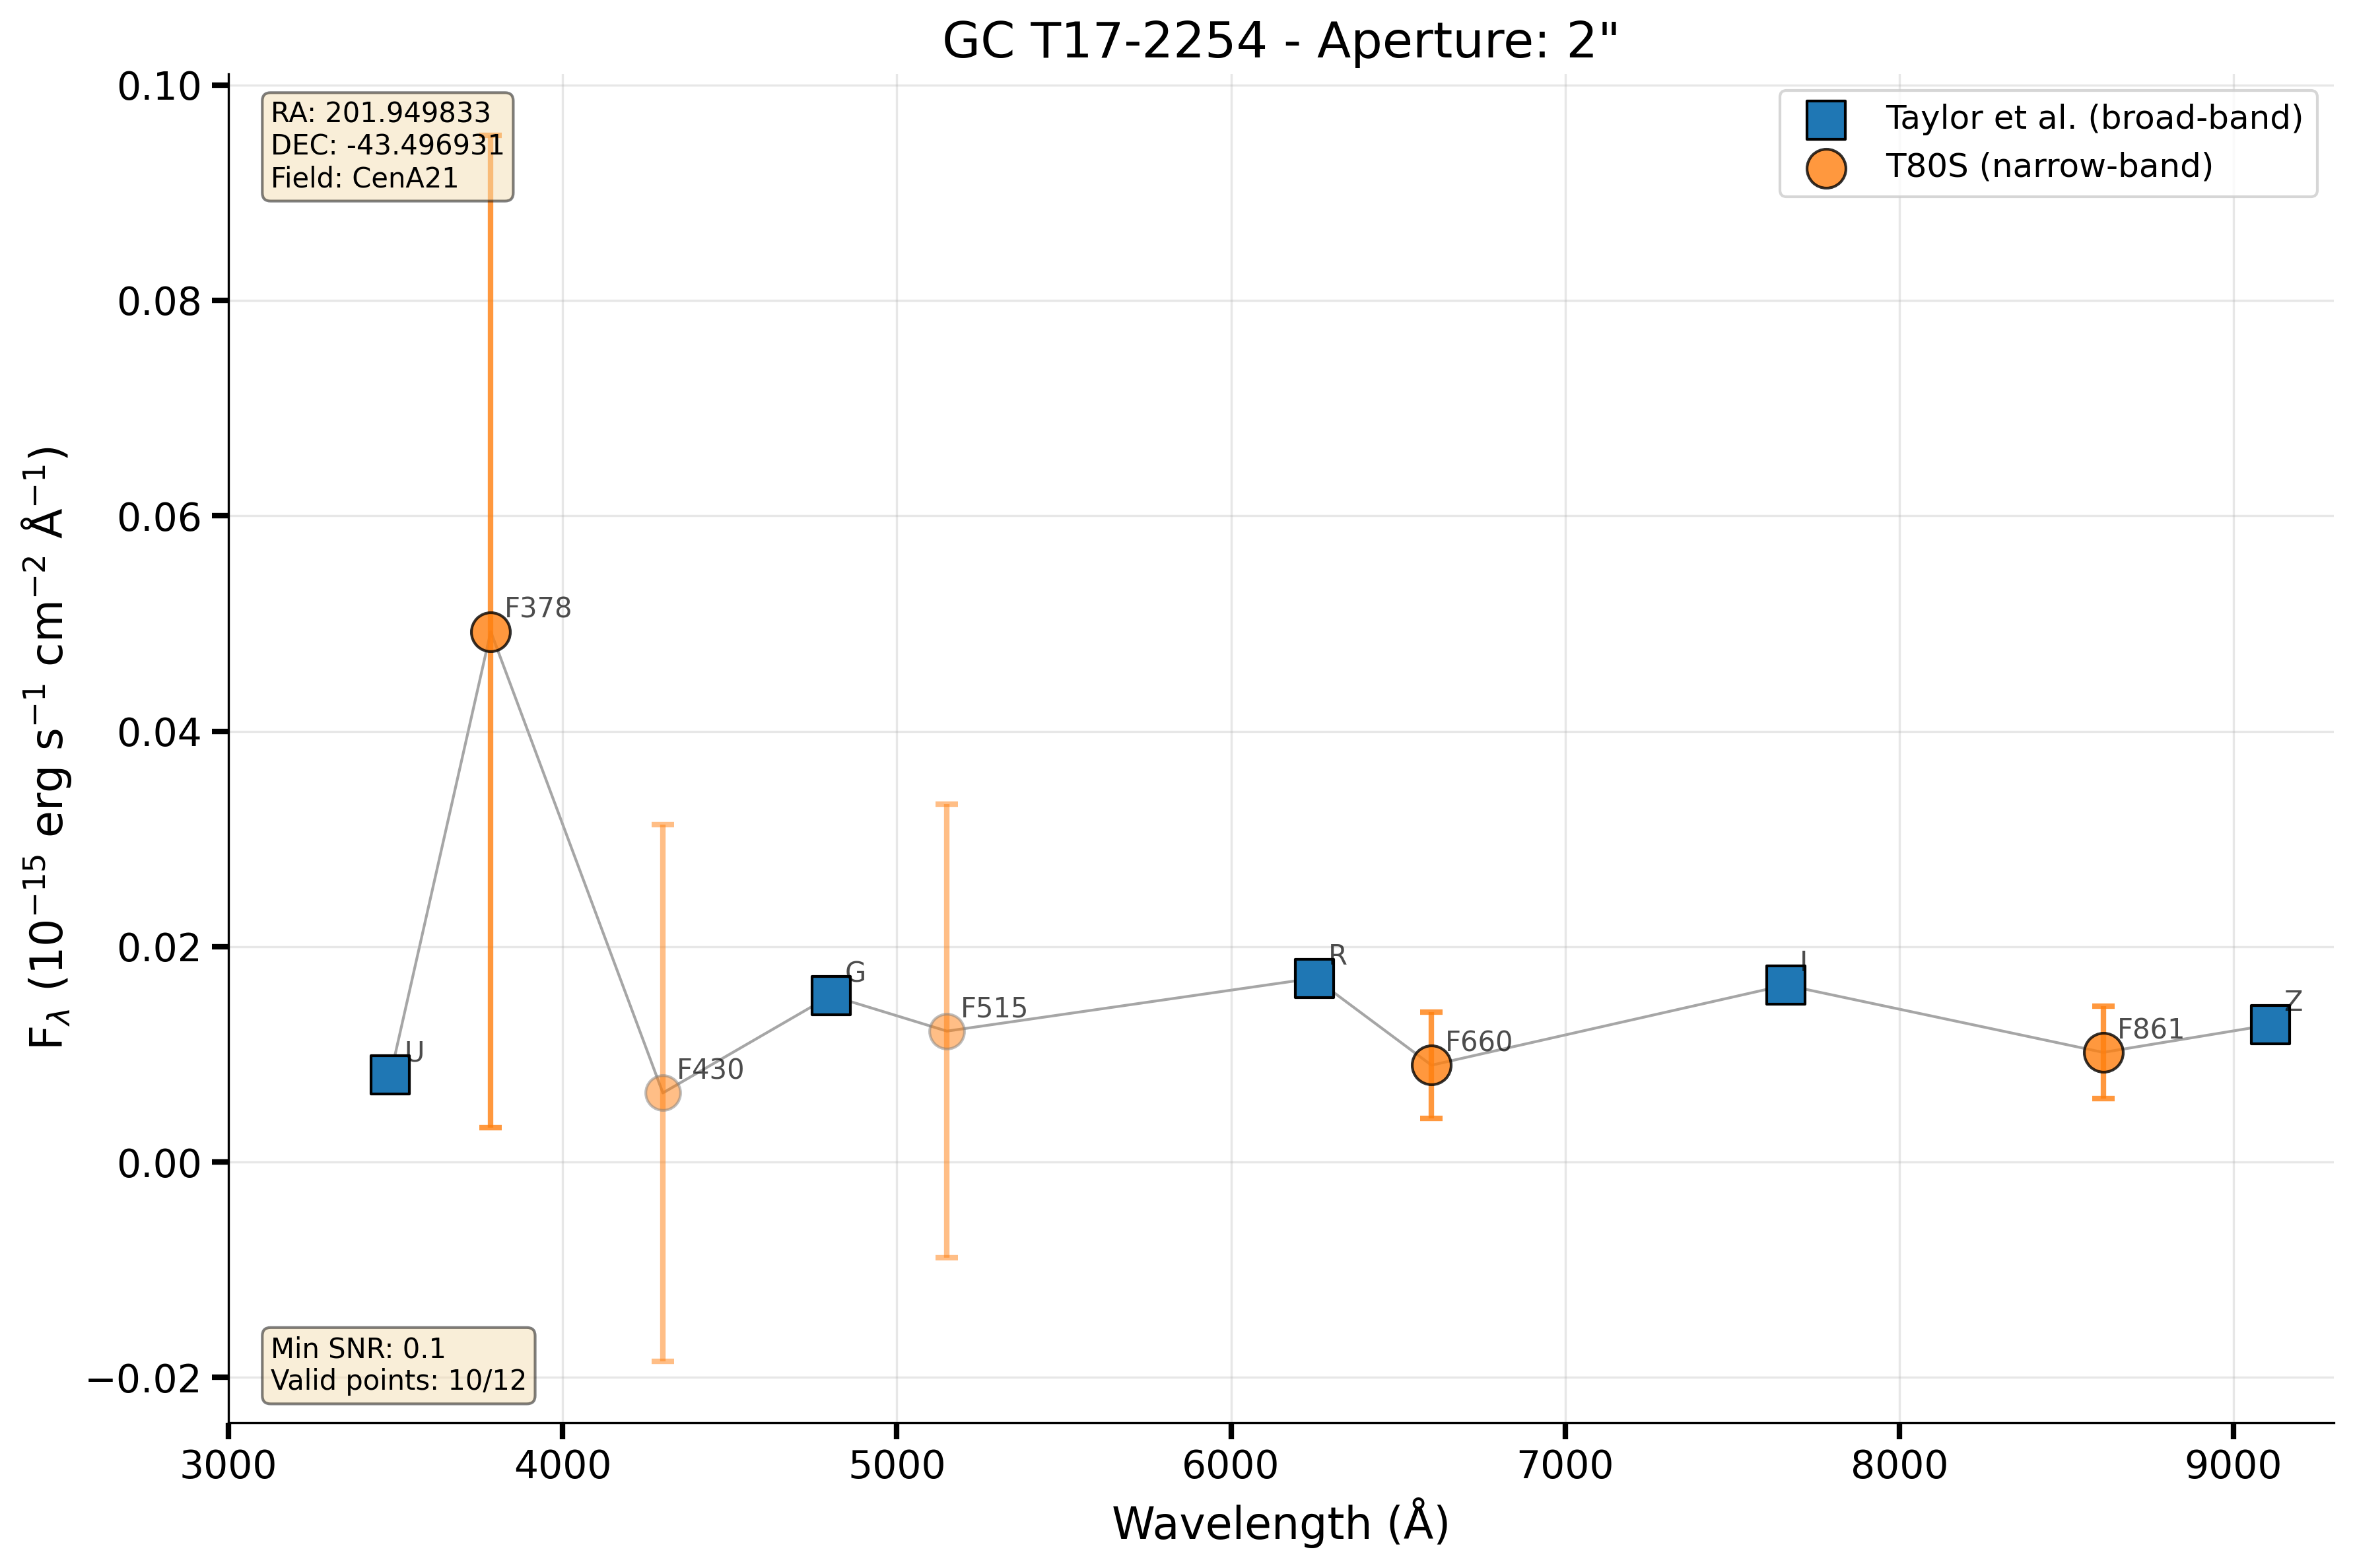 GC T17-2254 - Aperture: 2"
RA: 201.949833
DEC: -43.496931
Field: CenA21
Taylor et al. (broad-band)
T80S (narrow-band)
0.10
0.08
0.06
0.04
0.02
0.00
−0.02
F$_λ$ (10⁻¹⁵ erg s⁻¹ cm⁻² Å⁻¹)
U
F378
F430
G
F515
R
F660
I
F861
Z
Min SNR: 0.1
Valid points: 10/12
3000 4000 5000 6000 7000 8000 9000
Wavelength (Å)